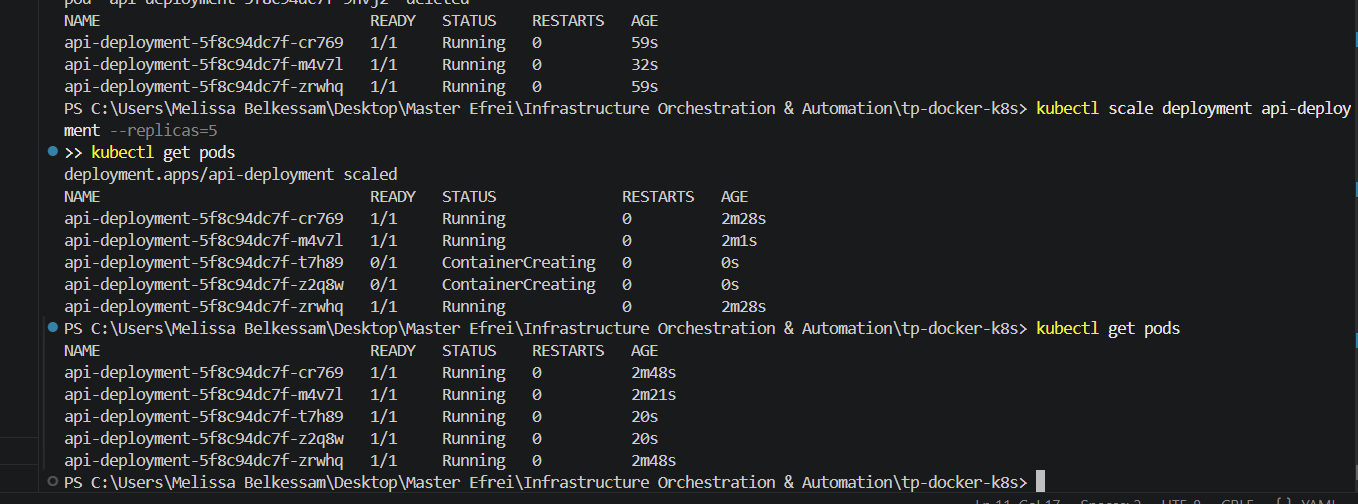 pod "api-deployment-5f8c94dc7f-9hvj2" deleted
NAME READY STATUS RESTARTS AGE
api-deployment-5f8c94dc7f-cr769 1/1 Running 0 59s
api-deployment-5f8c94dc7f-m4v7l 1/1 Running 0 32s
api-deployment-5f8c94dc7f-zrwhq 1/1 Running 0 59s
PS C:\Users\Melissa Belkessam\Desktop\Master Efrei\Infrastructure Orchestration & Automation\tp-docker-k8s> kubectl scale deployment api-deploy
ment --replicas=5
>> kubectl get pods
deployment.apps/api-deployment scaled
NAME READY STATUS RESTARTS AGE
api-deployment-5f8c94dc7f-cr769 1/1 Running 0 2m28s
api-deployment-5f8c94dc7f-m4v7l 1/1 Running 0 2m1s
api-deployment-5f8c94dc7f-t7h89 0/1 ContainerCreating 0 0s
api-deployment-5f8c94dc7f-z2q8w 0/1 ContainerCreating 0 0s
api-deployment-5f8c94dc7f-zrwhq 1/1 Running 0 2m28s
PS C:\Users\Melissa Belkessam\Desktop\Master Efrei\Infrastructure Orchestration & Automation\tp-docker-k8s> kubectl get pods
NAME READY STATUS RESTARTS AGE
api-deployment-5f8c94dc7f-cr769 1/1 Running 0 2m48s
api-deployment-5f8c94dc7f-m4v7l 1/1 Running 0 2m21s
api-deployment-5f8c94dc7f-t7h89 1/1 Running 0 20s
api-deployment-5f8c94dc7f-z2q8w 1/1 Running 0 20s
api-deployment-5f8c94dc7f-zrwhq 1/1 Running 0 2m48s
PS C:\Users\Melissa Belkessam\Desktop\Master Efrei\Infrastructure Orchestration & Automation\tp-docker-k8s>